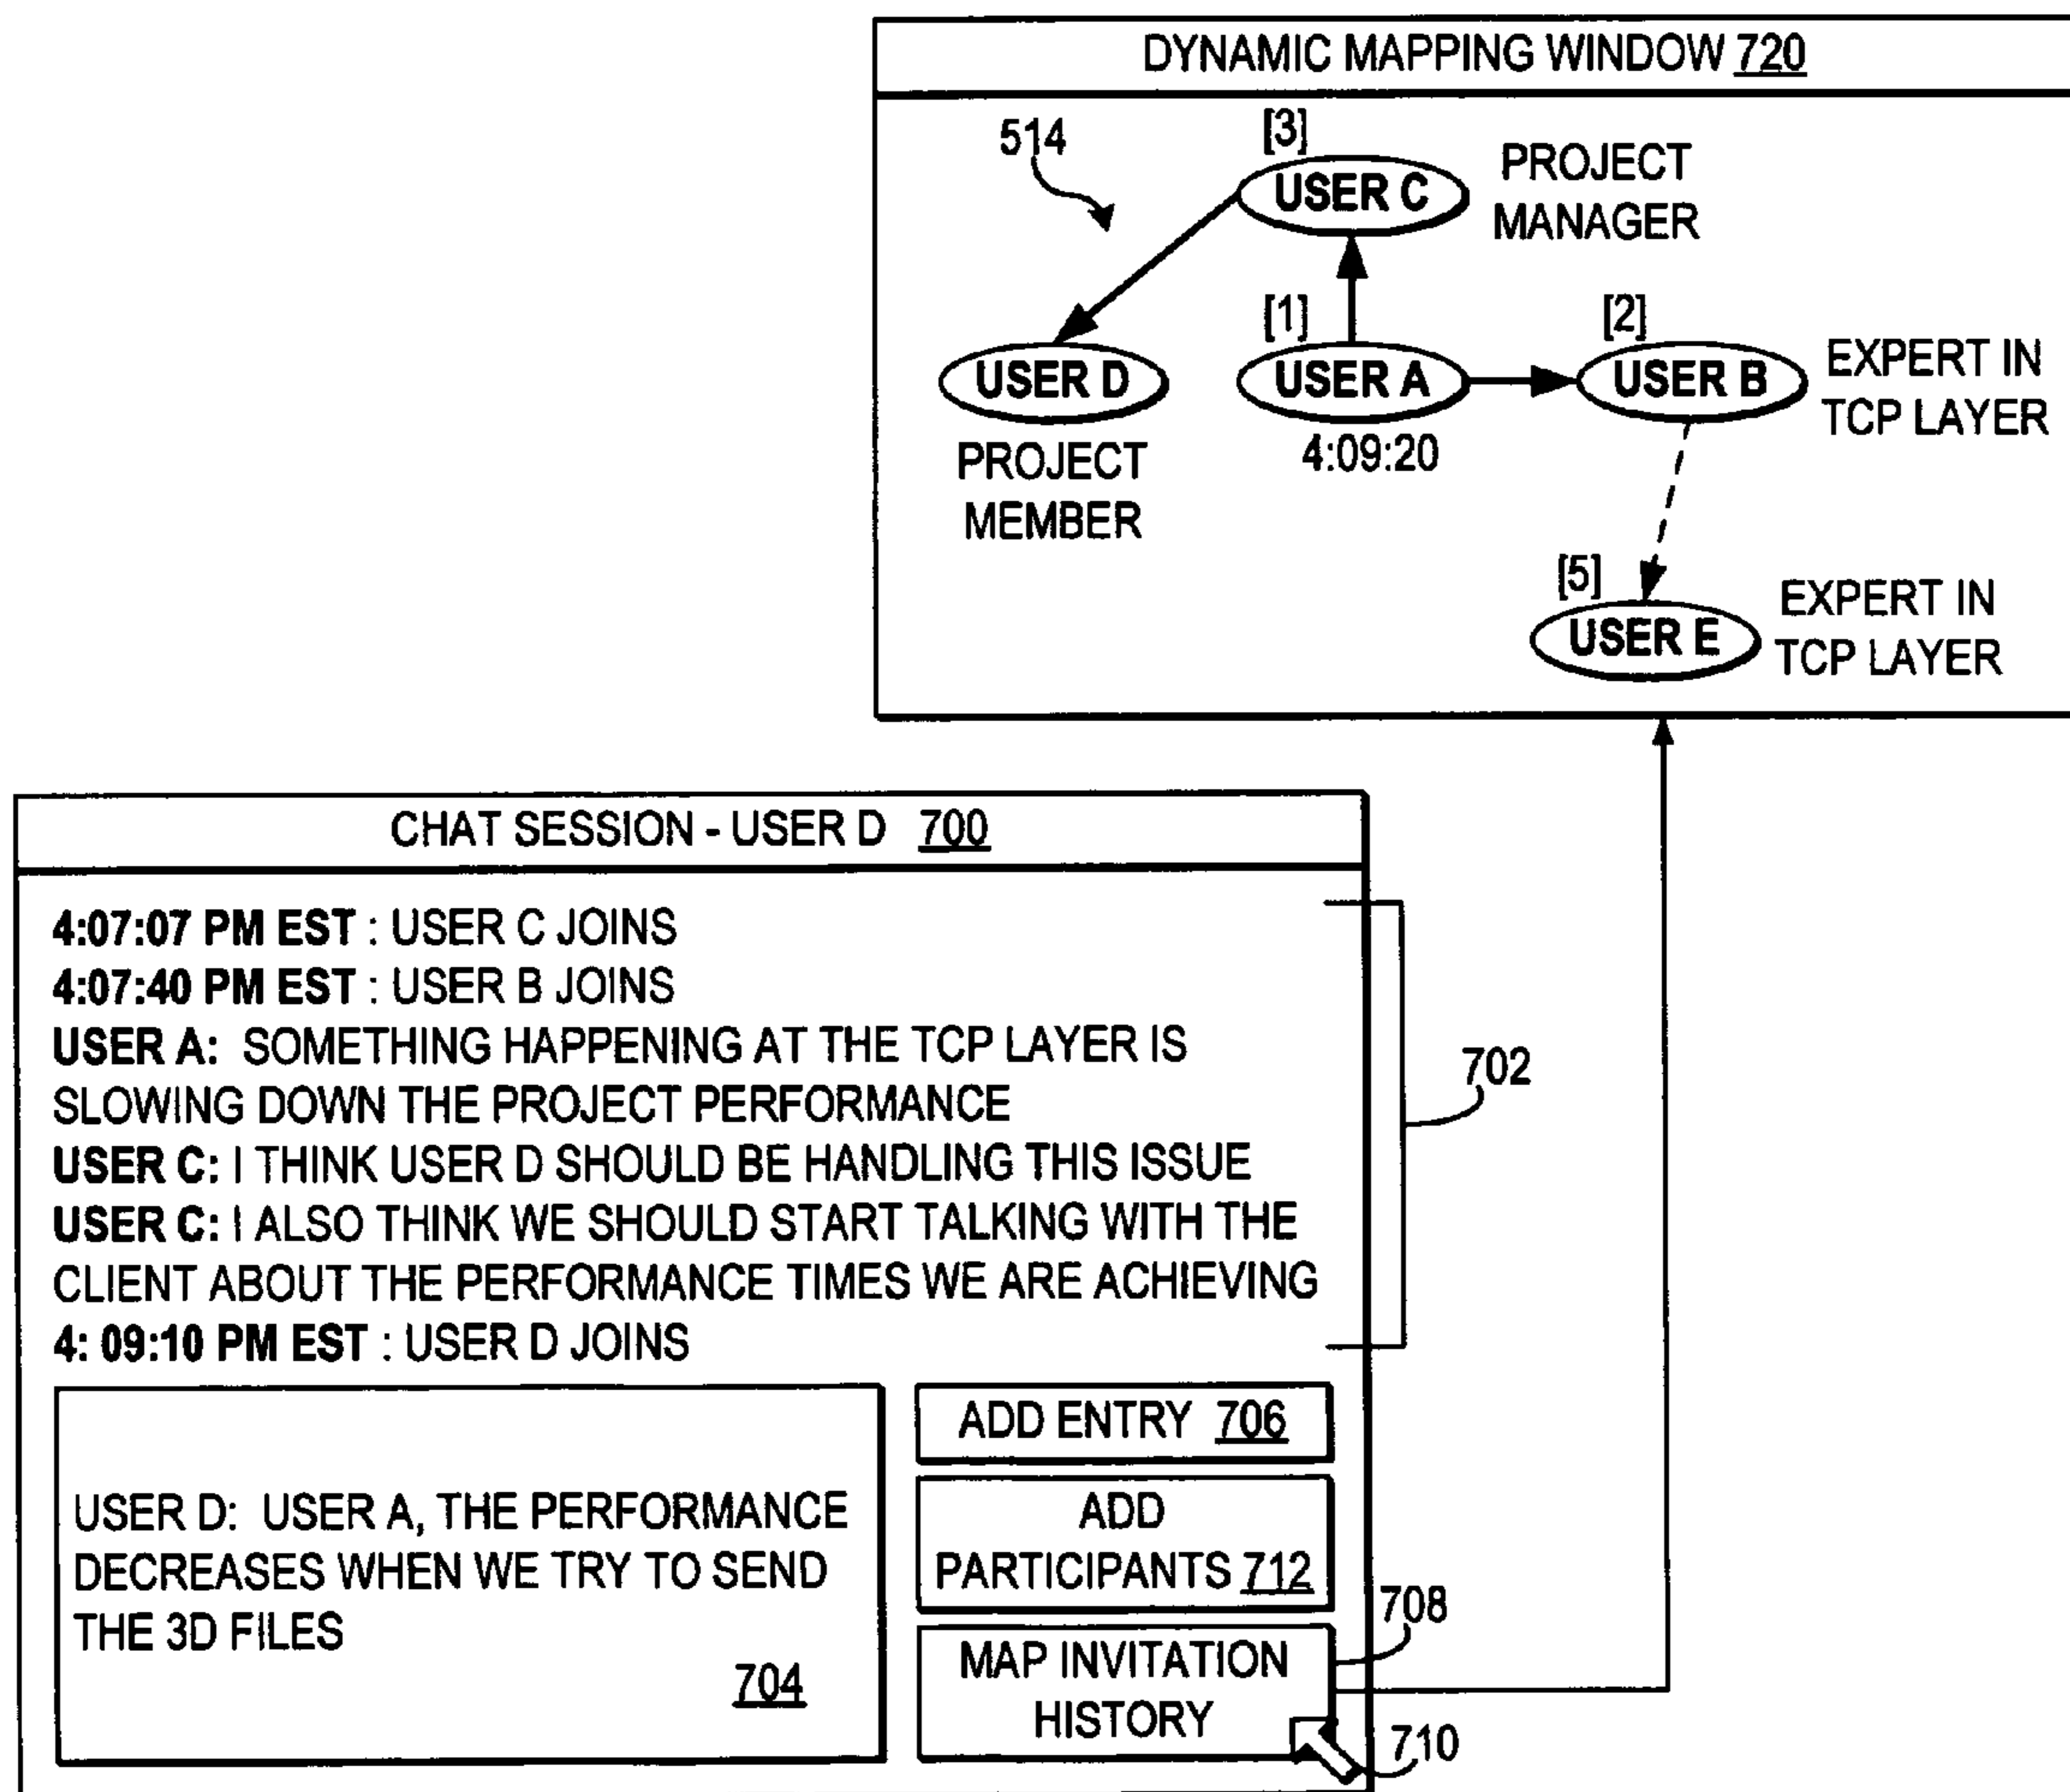 DYNAMIC MAPPING WINDOW 720
514
[3]
USER C
PROJECT
MANAGER
[1]
[2]
USER D
USER A
USER B
EXPERT IN
TCP LAYER
4:09:20
PROJECT
MEMBER
[5]
USER E
EXPERT IN
TCP LAYER
CHAT SESSION - USER D 700
4:07:07 PM EST : USER C JOINS
4:07:40 PM EST : USER B JOINS
USER A: SOMETHING HAPPENING AT THE TCP LAYER IS
SLOWING DOWN THE PROJECT PERFORMANCE
USER C: I THINK USER D SHOULD BE HANDLING THIS ISSUE
USER C: I ALSO THINK WE SHOULD START TALKING WITH THE
CLIENT ABOUT THE PERFORMANCE TIMES WE ARE ACHIEVING
4: 09:10 PM EST : USER D JOINS
702
USER D: USER A, THE PERFORMANCE
DECREASES WHEN WE TRY TO SEND
THE 3D FILES
704
ADD ENTRY 706
ADD
PARTICIPANTS 712
708
MAP INVITATION
HISTORY
710